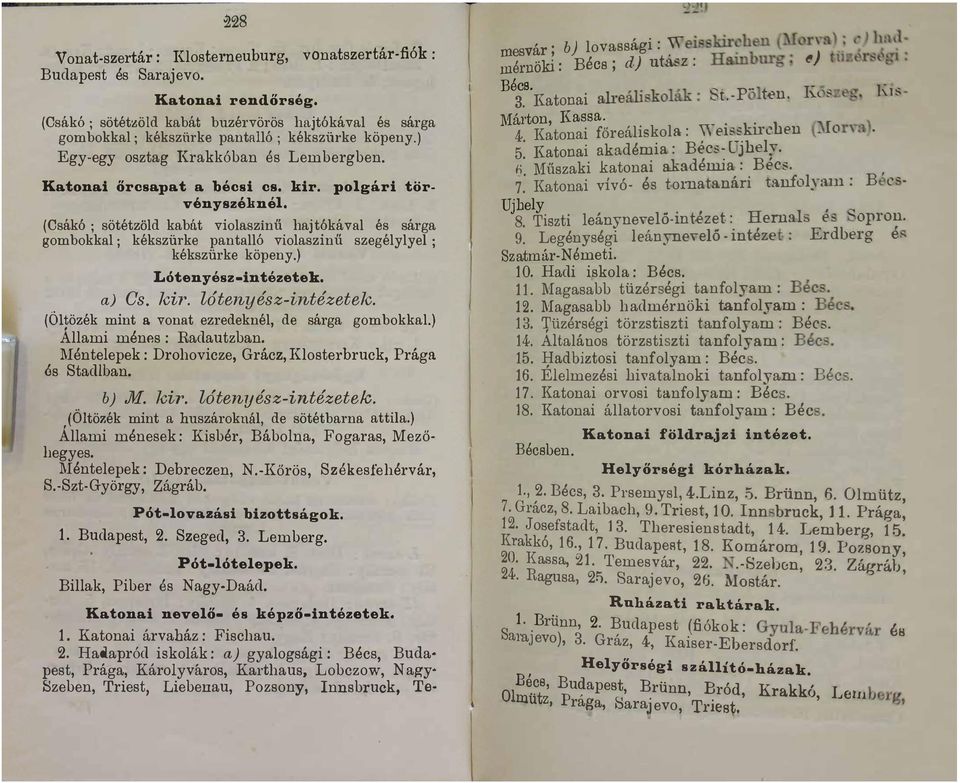 228
Vonat-szertár: Klosterneuburg, vonatszertár-fiók:
Budapest és Sarajevo.
Katonai rendőrség.
(Csákó; sötétzöld kabát buzérvörös hajtókával és sárga
gombokkal; kékszürke pantalló; kékszürke köpeny.)
Egy-egy osztag Krakkóban és Lembergben.
Katonai őrcsapat a bécsi cs. kir. polgári tör-
vényszéknél.
(Csákó; sötétzöld kabát violaszinű hajtókával és sárga
gombokkal; kékszürke pantalló violaszinű szegélylyel;
kékszürke köpeny.)
Lótenyész-intézetek.
a) Cs. kir. lótenyész-intézetek.
(Öltözék mint a vonat ezredeknél, de sárga gombokkal.)
Állami ménes: Radautzban.
Méntelepek: Drohovicze, Grácz, Klosterbruck, Prága
és Stadlban.
b) M. kir. lótenyész-intézetek.
(Öltözék mint a huszároknál, de sötétbarna attila.)
Állami ménesek: Kisbér, Bábolna, Fogaras, Mező-
hegyes.
Méntelepek: Debreczen, N.-Kőrös, Székesfehérvár,
S.-Szt-György, Zágráb.
Pót-lovazási bizottságok.
1. Budapest, 2. Szeged, 3. Lemberg.
Pót-lótelepek.
Billak, Piber és Nagy-Daád.
Katonai nevelő- és képző-intézetek.
1. Katonai árvaház: Fischau.
2. Hadapród iskolák: a) gyalogsági: Bécs, Buda-
pest, Prága, Károlyváros, Karthaus, Lobczow, Nagy-
Szeben, Triest, Liebenau, Pozsony, Innsbruck, Te-
229
mesvár; b) lovassági: Weisskirchen (Morva); c) had-
mérnöki: Bécs; d) utász: Hainburg; e) tüzérségi:
Bécs.
3. Katonai alreáliskolák: St.-Pölten, Kőszeg, Kis-
Márton, Kassa.
4. Katonai főreáliskola: Weisskirchen (Morva).
5. Katonai akadémia: Bécs-Ujhely.
6. Műszaki katonai akadémia: Bécs.
7. Katonai vívó- és tornatanári tanfolyam: Bécs-
Ujhely
8. Tiszti leánynevelő-intézet: Hernals és Sopron.
9. Legénységi leánynevelő-intézet: Erdberg és
Szatmár-Németi.
10. Hadi iskola: Bécs.
11. Magasabb tüzérségi tanfolyam: Bécs.
12. Magasabb hadmérnöki tanfolyam: Bécs.
13. Tüzérségi törzstiszti tanfolyam: Bécs.
14. Általános törzstiszti tanfolyam: Bécs.
15. Hadbiztosi tanfolyam: Bécs.
16. Élelmezési hivatalnoki tanfolyam: Bécs.
17. Katonai orvosi tanfolyam: Bécs.
18. Katonai állatorvosi tanfolyam: Bécs.
Katonai földrajzi intézet.
Bécsben.
Helyőrségi kórházak.
1., 2. Bécs, 3. Prsemysl, 4. Linz, 5. Brünn, 6. Olmütz,
7. Grácz, 8. Laibach, 9. Triest, 10. Innsbruck, 11. Prága,
12. Josefstadt, 13. Theresienstadt, 14. Lemberg, 15.
Krakkó, 16., 17. Budapest, 18. Komárom, 19. Pozsony,
20. Kassa, 21. Temesvár, 22. N.-Szeben, 23. Zágráb,
24. Ragusa, 25. Sarajevo, 26. Mostár.
Ruházati raktárak.
1. Brünn, 2. Budapest (fiókok: Gyula-Fehérvár és
Sarajevo), 3. Gráz, 4, Kaiser-Ebersdorf.
Helyőrségi szállító-házak.
Bécs, Budapest, Brünn, Bród, Krakkó, Lemberg,
Olmütz, Prága, Sarajevo, Triest.